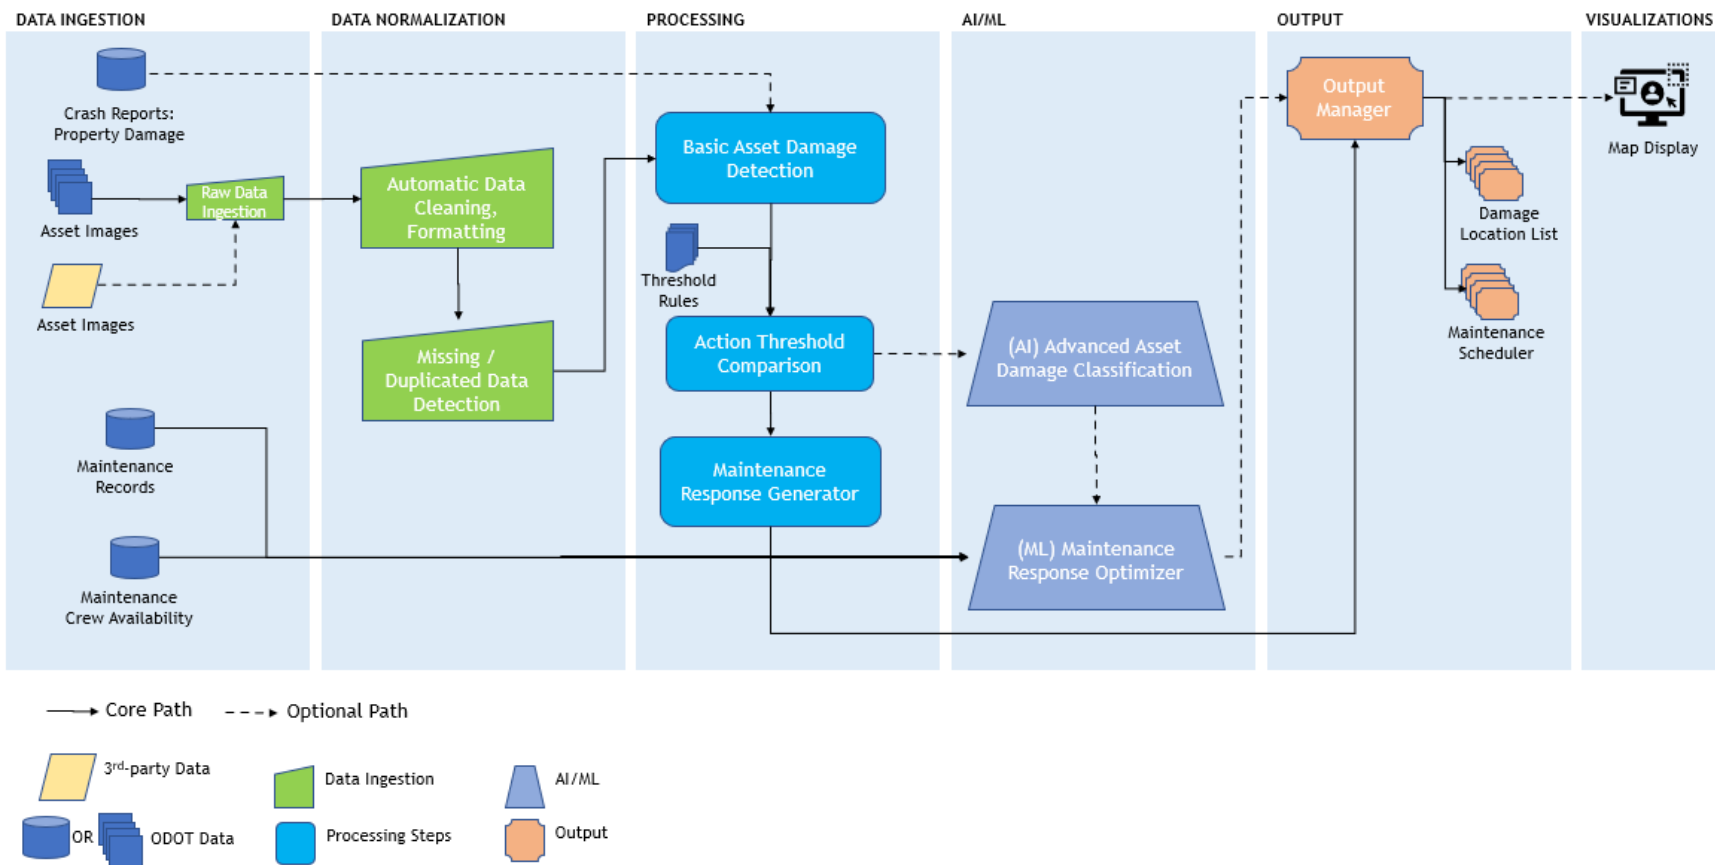 DATA INGESTION
DATA NORMALIZATION
PROCESSING
AI/ML
OUTPUT
VISUALIZATIONS
Crash Reports:
Property Damage
Asset Images
Raw Data
Ingestion
Asset Images
Maintenance
Records
Maintenance
Crew Availability
Automatic Data
Cleaning,
Formatting
Missing /
Duplicated Data
Detection
Basic Asset Damage
Detection
Threshold
Rules
Action Threshold
Comparison
Maintenance
Response Generator
(AI) Advanced Asset
Damage Classification
(ML) Maintenance
Response Optimizer
Output
Manager
Damage
Location List
Maintenance
Scheduler
Map Display
Core Path
Optional Path
3rd-party Data
Data Ingestion
AI/ML
OR
ODOT Data
Processing Steps
Output